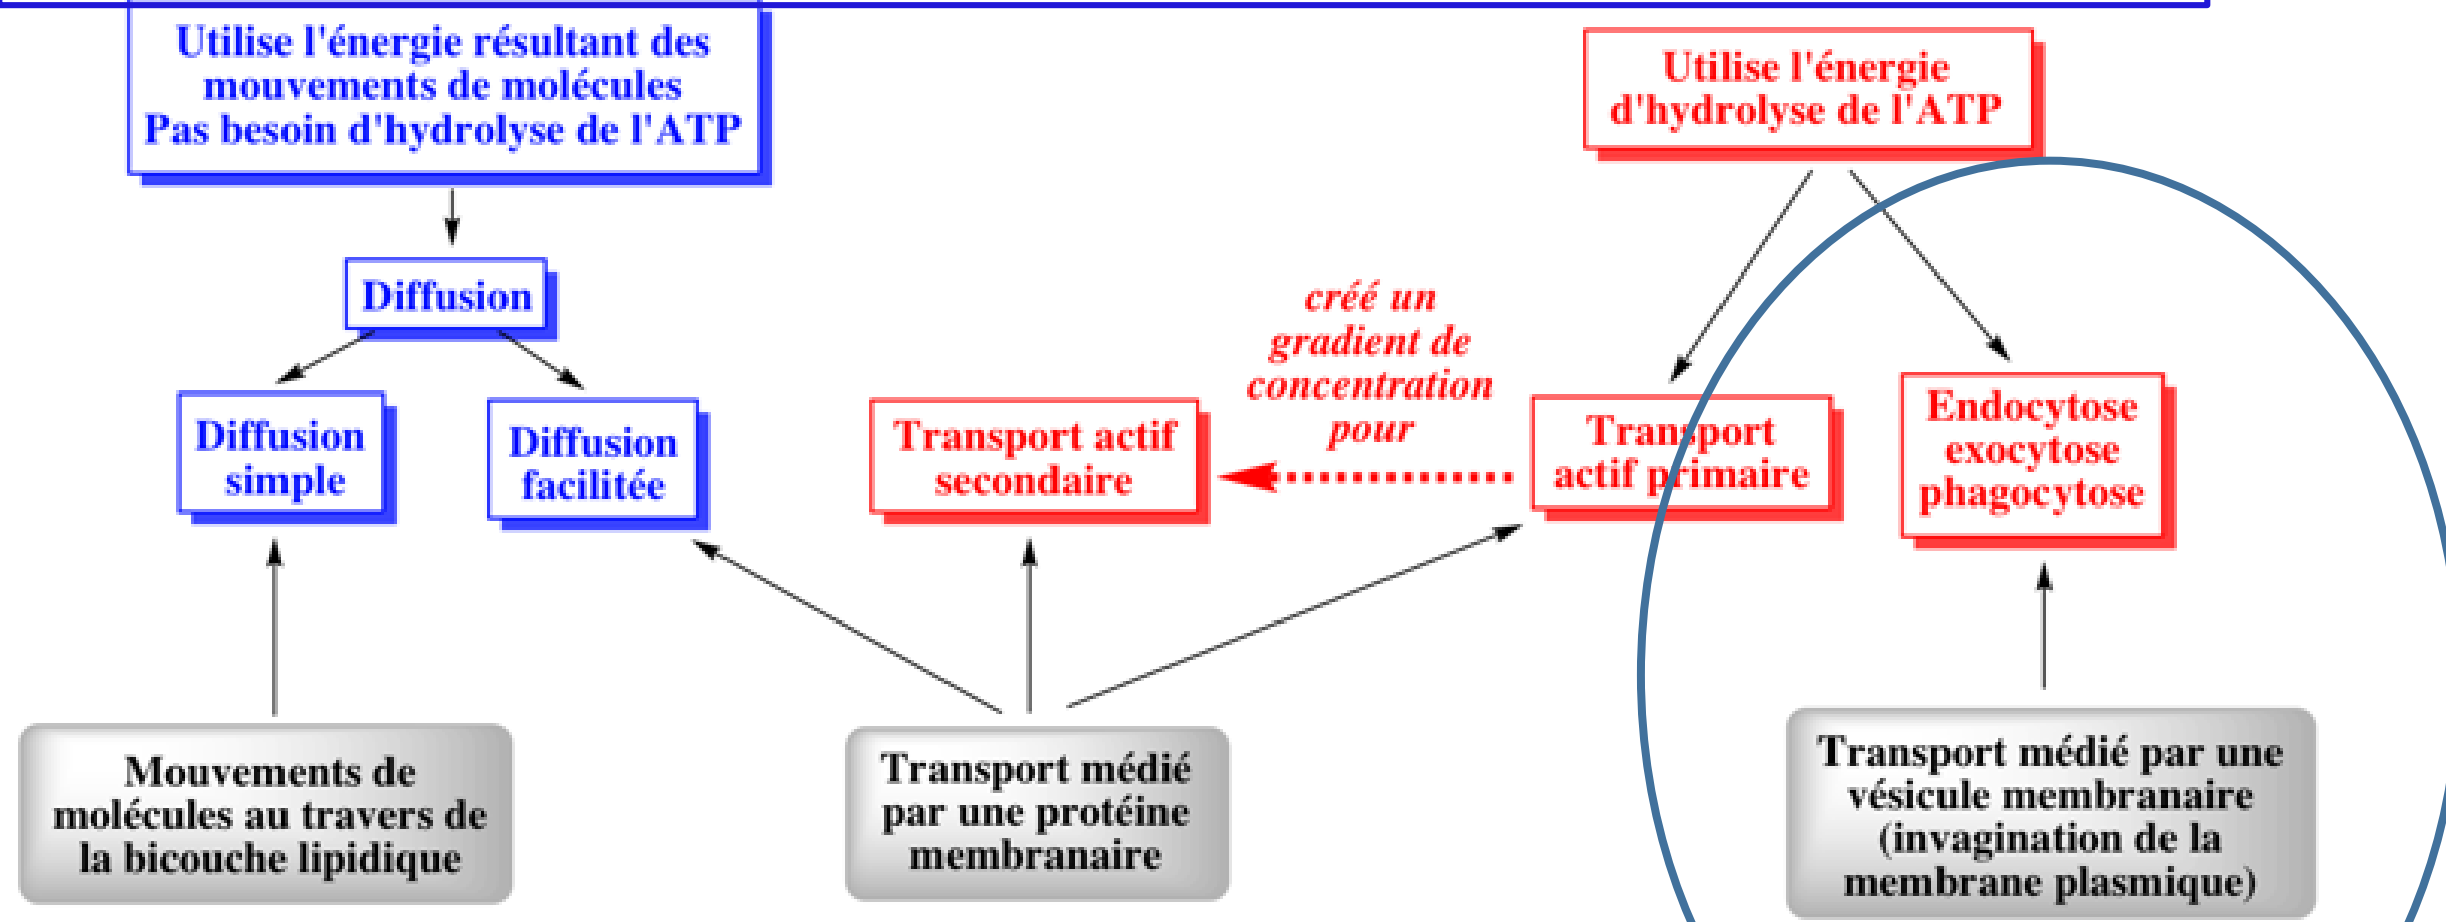 Utilise l'énergie résultant des
mouvements de molécules
Pas besoin d'hydrolyse de l'ATP
Utilise l'énergie
d'hydrolyse de l'ATP
Diffusion
créé un
gradient de
concentration
pour
Diffusion
simple
Diffusion
facilitée
Transport actif
secondaire
Transport
actif primaire
Endocytose
exocytose
phagocytose
Mouvements de
molécules au travers de
la bicouche lipidique
Transport médié
par une protéine
membranaire
Transport médié par une
vésicule membranaire
(invagination de la
membrane plasmique)